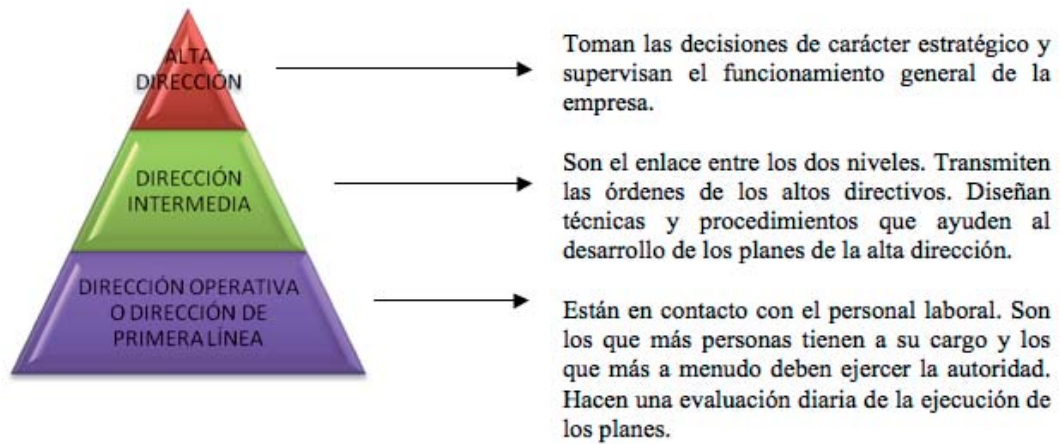 ALTA
DIRECCIÓN
Toman las decisiones de carácter estratégico y
supervisan el funcionamiento general de la
empresa.
DIRECCIÓN
INTERMEDIA
Son el enlace entre los dos niveles. Transmiten
las órdenes de los altos directivos. Diseñan
técnicas y procedimientos que ayuden al
desarrollo de los planes de la alta dirección.
DIRECCIÓN OPERATIVA
O DIRECCIÓN DE
PRIMERA LÍNEA
Están en contacto con el personal laboral. Son
los que más personas tienen a su cargo y los
que más a menudo deben ejercer la autoridad.
Hacen una evaluación diaria de la ejecución de
los planes.